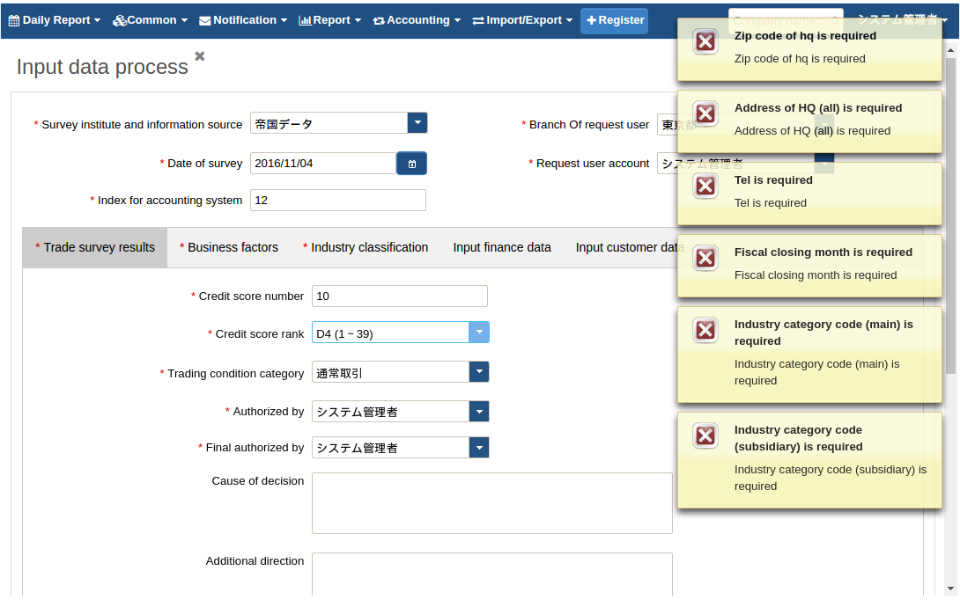 Daily Report Common Notification Report Accounting Import/Export + Register Company name システム管理者
Input data process
* Survey institute and information source 帝国データ
* Branch Of request user 東京都
* Date of survey 2016/11/04
* Request user account システム管理者
* Index for accounting system 12
* Trade survey results * Business factors * Industry classification Input finance data Input customer data
* Credit score number 10
* Credit score rank D4 (1 ~ 39)
* Trading condition category 通常取引
* Authorized by システム管理者
* Final authorized by システム管理者
Cause of decision
Additional direction
Zip code of hq is required
Zip code of hq is required
Address of HQ (all) is required
Address of HQ (all) is required
Tel is required
Tel is required
Fiscal closing month is required
Fiscal closing month is required
Industry category code (main) is
required
Industry category code (main) is
required
Industry category code
(subsidiary) is required
Industry category code (subsidiary) is
required